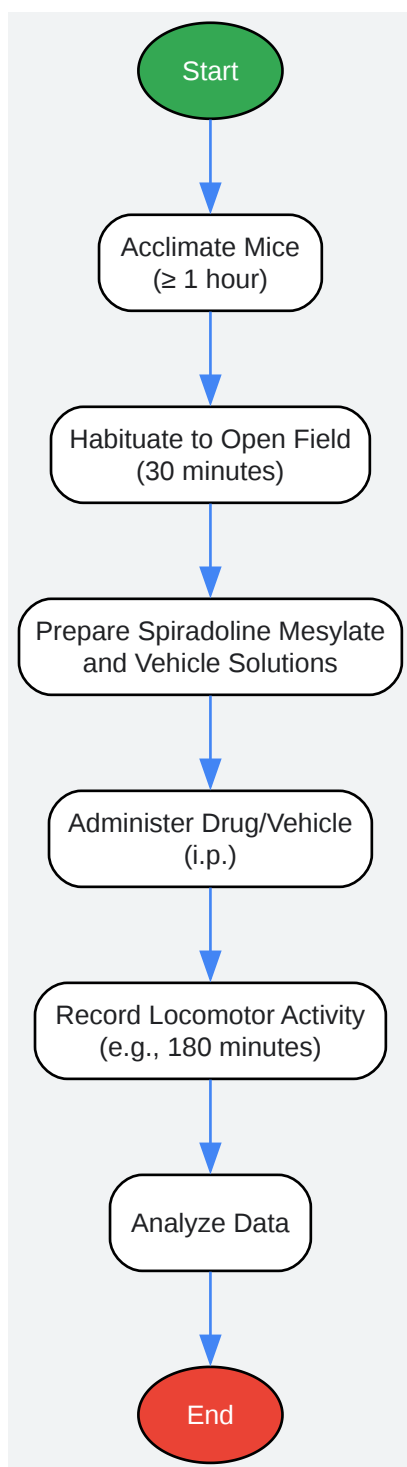 Start
Acclimate Mice
(≥ 1 hour)
Habituate to Open Field
(30 minutes)
Prepare Spiradoline Mesylate
and Vehicle Solutions
Administer Drug/Vehicle
(i.p.)
Record Locomotor Activity
(e.g., 180 minutes)
Analyze Data
End